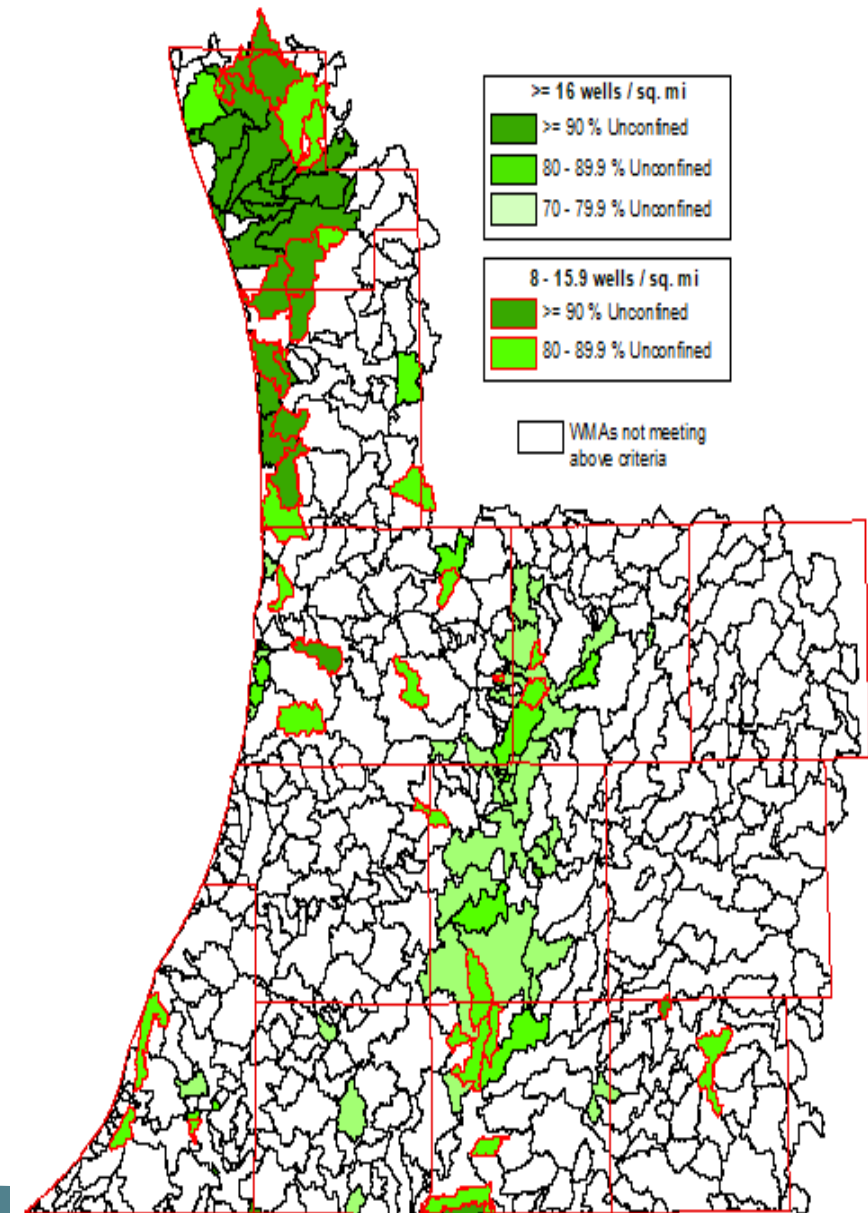 >= 16 wells / sq. mi
>= 90 % Unconfined
80 - 89.9 % Unconfined
70 - 79.9 % Unconfined
8 - 15.9 wells / sq. mi
>= 90 % Unconfined
80 - 89.9 % Unconfined
WMAs not meeting
above criteria